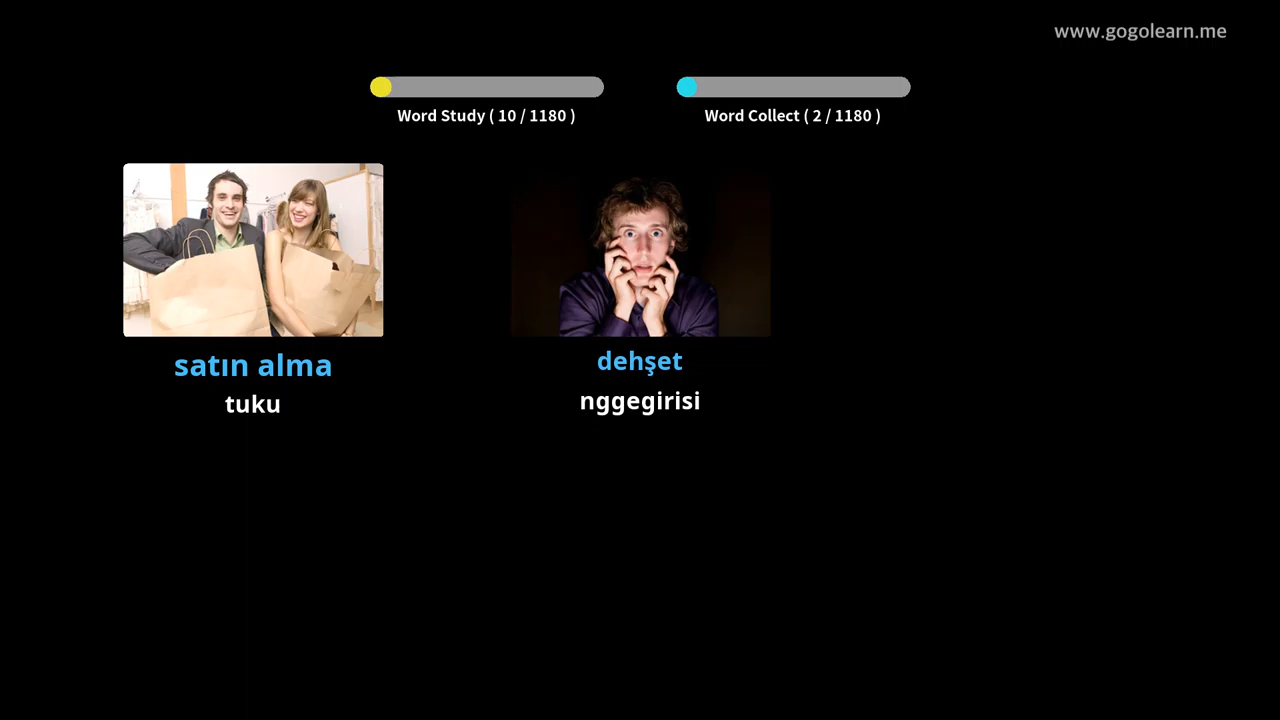 www.gogolearn.me
Word Study ( 10 / 1180 )
Word Collect ( 2 / 1180 )
satın alma
tuku
dehşet
nggegirisi